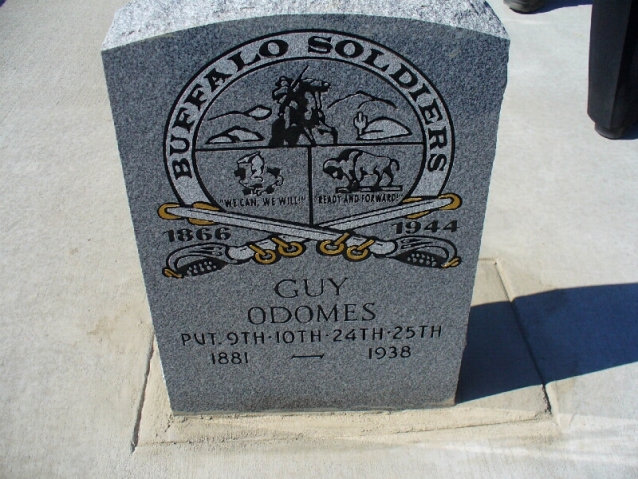 BUFFALO SOLDIERS
"WE CAN, WE WILL!"
READY AND FORWARD!"
1866
1944
GUY
ODOMES
PVT. 9TH·10TH·24TH·25TH
1881 — 1938